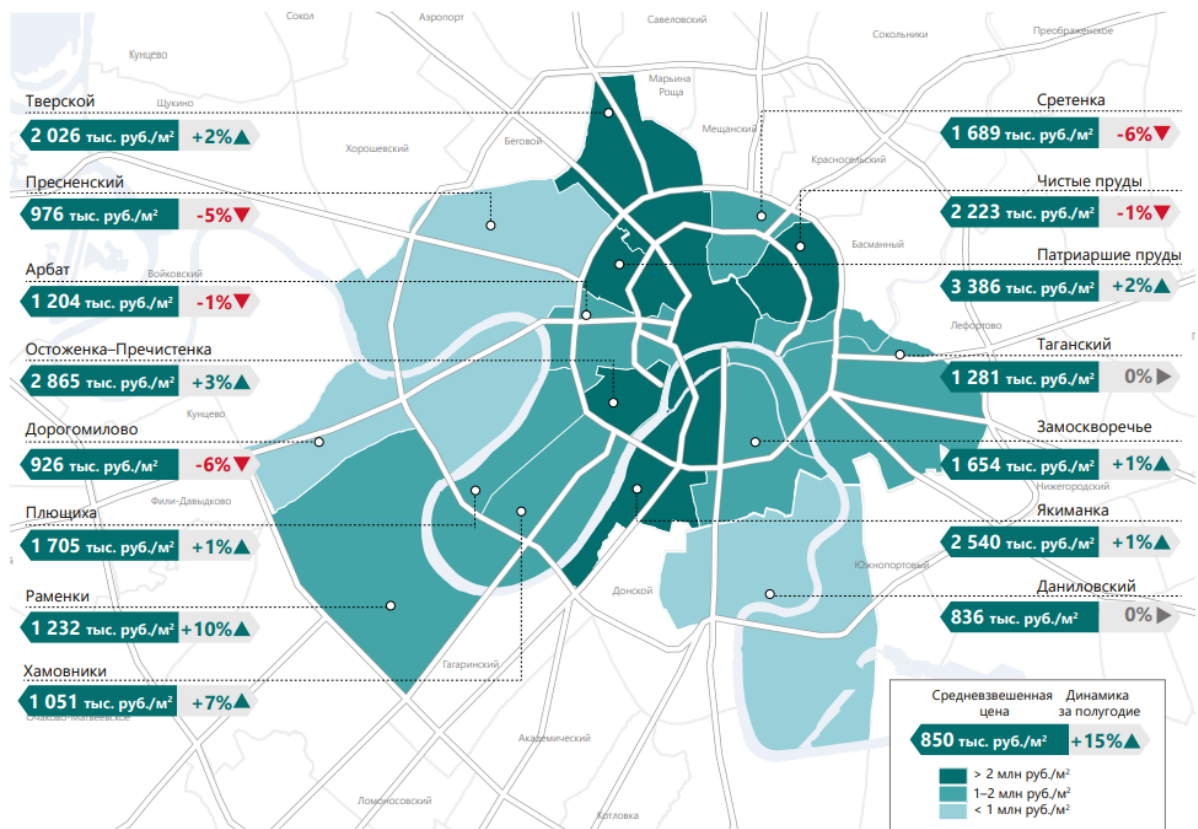 Сокол
Аэропорт
Савеловский
Сокольники
Преображенское
Кунцево
Марьина
Роща
Щукино
Хорошевский
Беговой
Мещанский
Красносельский
Басманный
Войковский
Лефортово
Кунцево
Фили-Давыдково
Нижегородский
Южнопортовый
Донской
Гагаринский
Очаково-Матвеевское
Академический
Ломоносовский
Котловка
Тверской
2 026 тыс. руб./м² +2%▲
Пресненский
976 тыс. руб./м² -5%▼
Арбат
1 204 тыс. руб./м² -1%▼
Остоженка–Пречистенка
2 865 тыс. руб./м² +3%▲
Дорогомилово
926 тыс. руб./м² -6%▼
Плющиха
1 705 тыс. руб./м² +1%▲
Раменки
1 232 тыс. руб./м² +10%▲
Хамовники
1 051 тыс. руб./м² +7%▲
Сретенка
1 689 тыс. руб./м² -6%▼
Чистые пруды
2 223 тыс. руб./м² -1%▼
Патриаршие пруды
3 386 тыс. руб./м² +2%▲
Таганский
1 281 тыс. руб./м² 0%▶
Замоскворечье
1 654 тыс. руб./м² +1%▲
Якиманка
2 540 тыс. руб./м² +1%▲
Даниловский
836 тыс. руб./м² 0%▶
Средневзвешенная Динамика
цена за полугодие
850 тыс. руб./м² +15%▲
> 2 млн руб./м²
1–2 млн руб./м²
< 1 млн руб./м²